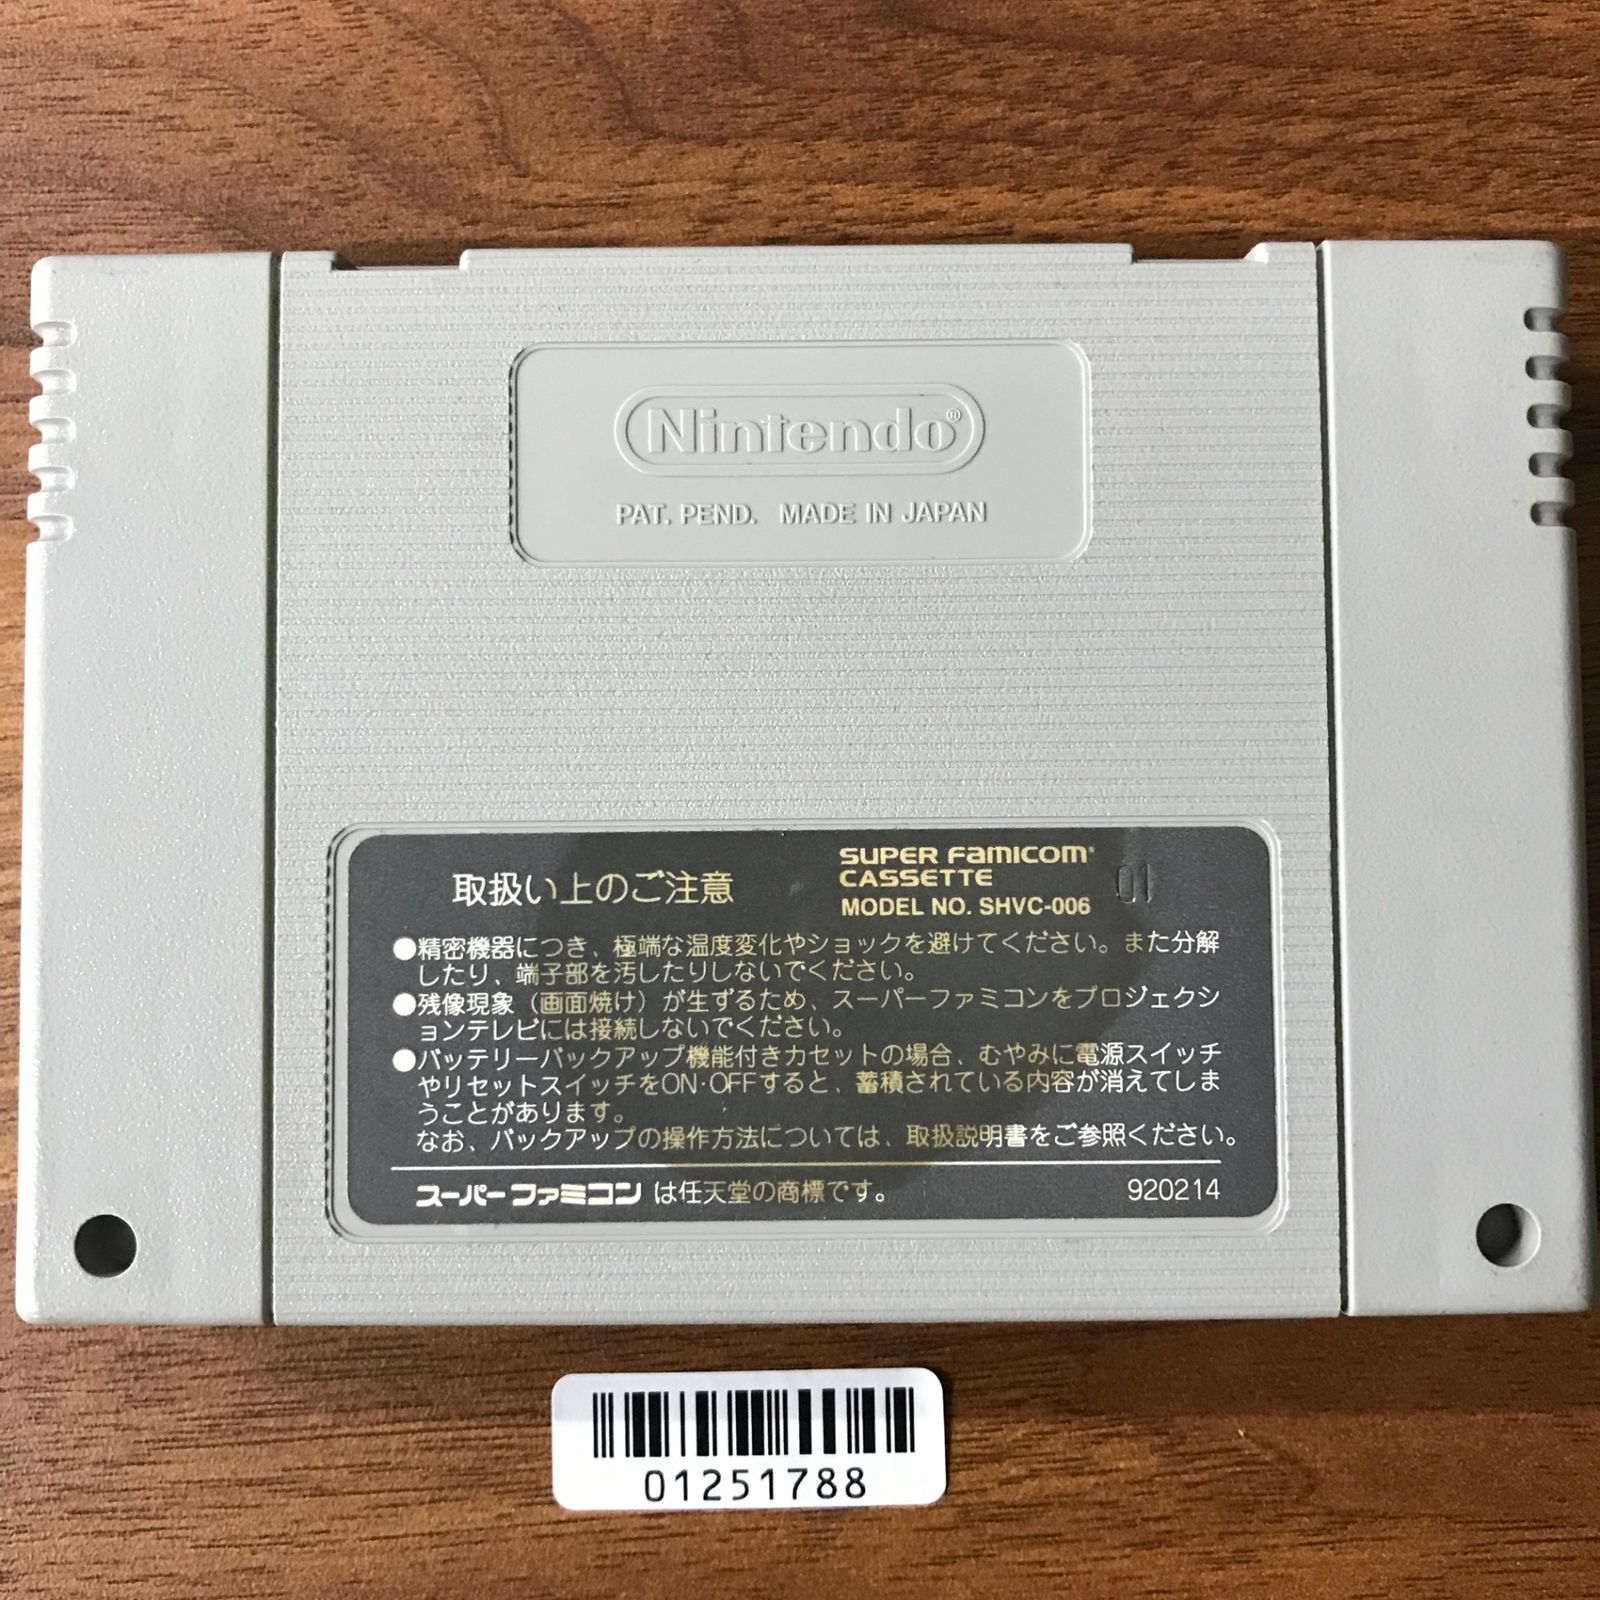 Nintendo®
PAT. PEND. MADE IN JAPAN
取扱い上のご注意
SUPER FAMICOM®
CASSETTE
MODEL NO. SHVC-006
01
●精密機器につき、極端な温度変化やショックを避けてください。また分解
したり、端子部を汚したりしないでください。
●残像現象（画面焼け）が生ずるため、スーパーファミコンをプロジェクシ
ョンテレビには接続しないでください。
●バッテリーバックアップ機能付きカセットの場合、むやみに電源スイッチ
やリセットスイッチをON・OFFすると、蓄積されている内容が消えてしま
うことがあります。
なお、バックアップの操作方法については、取扱説明書をご参照ください。
スーパーファミコン は任天堂の商標です。
920214
01251788